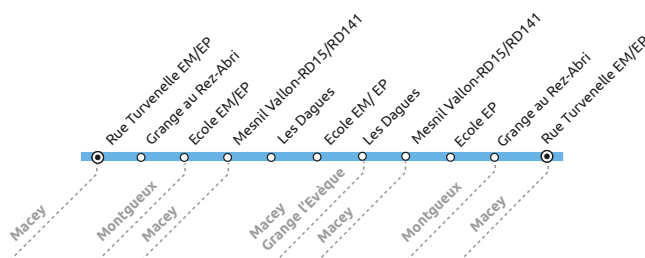 Rue Turvenelle EM/EP
Grange au Rez-Abri
Ecole EM/EP
Mesnil Vallon-RD15/RD141
Les Dagues
Ecole EM/ EP
Les Dagues
Mesnil Vallon-RD15/RD141
Ecole EP
Grange au Rez-Abri
Rue Turvenelle EM/EP
Macey
Montgueux
Macey
Macey
Grange l'Evèque
Macey
Montgueux
Macey